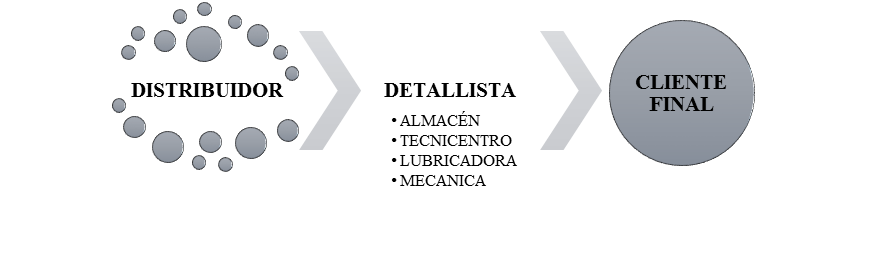 DISTRIBUIDOR
DETALLISTA
• ALMACÉN
• TECNICENTRO
• LUBRICADORA
• MECANICA
CLIENTE
FINAL